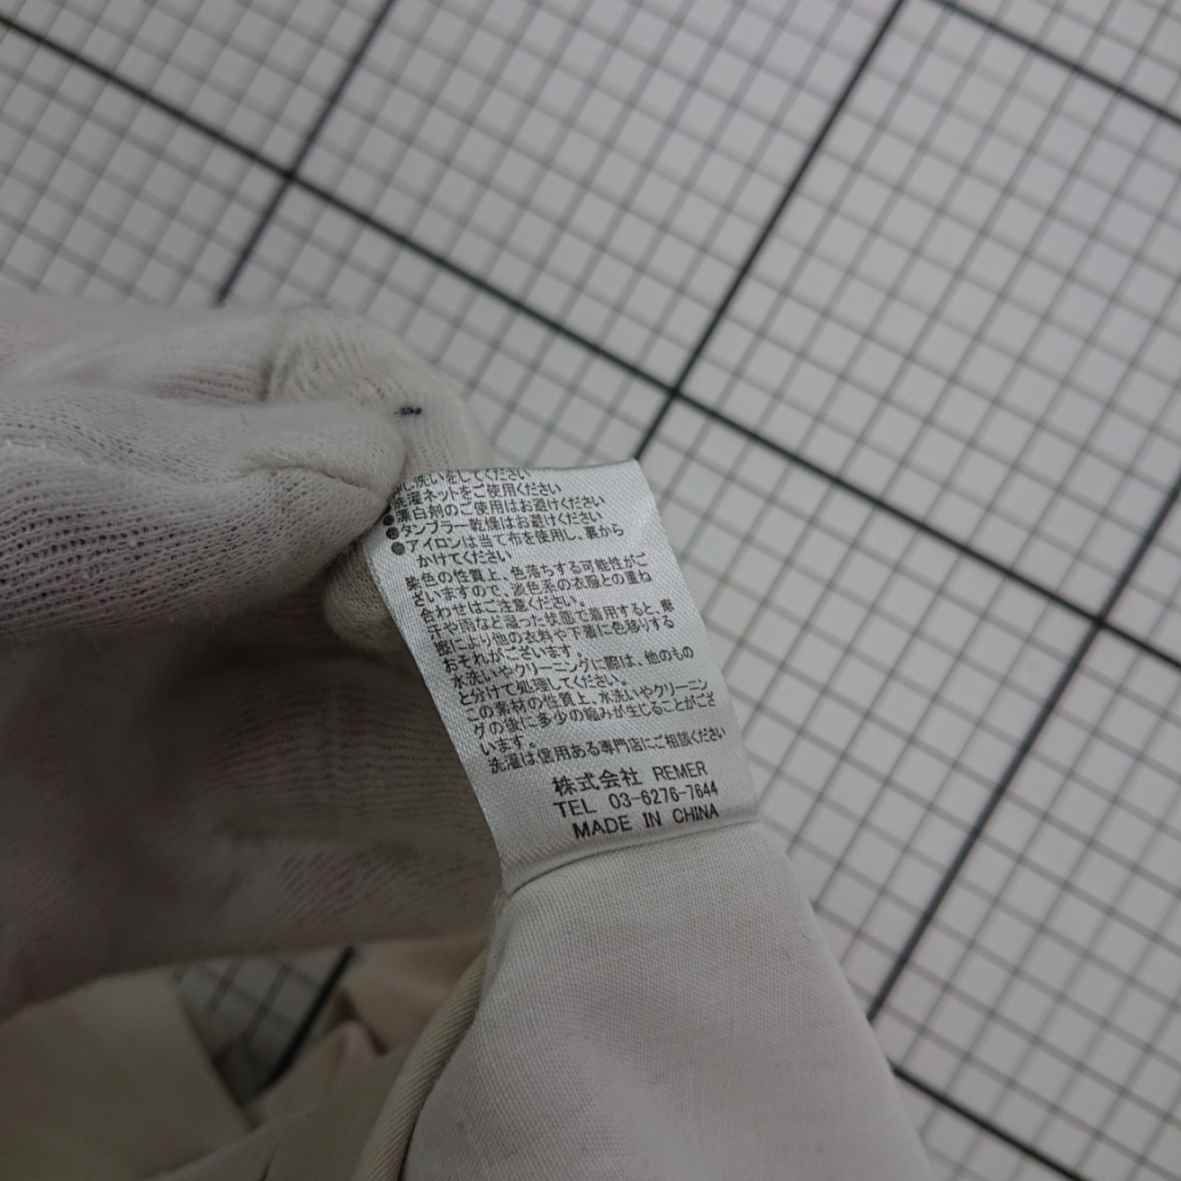 し洗いをしてください
洗濯ネットをご使用ください
●漂白剤のご使用はお避けください
●タンブラー乾燥はお避けください
●アイロンは当て布を使用し、裏から
かけてください
染色の性質上、色落ちする可能性がご
ざいますので、淡色系の衣服との重ね
合わせはご注意ください。
汗や雨など湿った状態で着用すると、摩
擦により他の衣料や下着に色移りする
おそれがございます。
水洗いやクリーニングに際は、他のもの
と分けて処理してください。
この素材の性質上、水洗いやクリーニン
グの後に多少の縮みが生じることがござ
います。
洗濯は信用ある専門店にご相談ください
株式会社 REMER
TEL 03-6276-7644
MADE IN CHINA